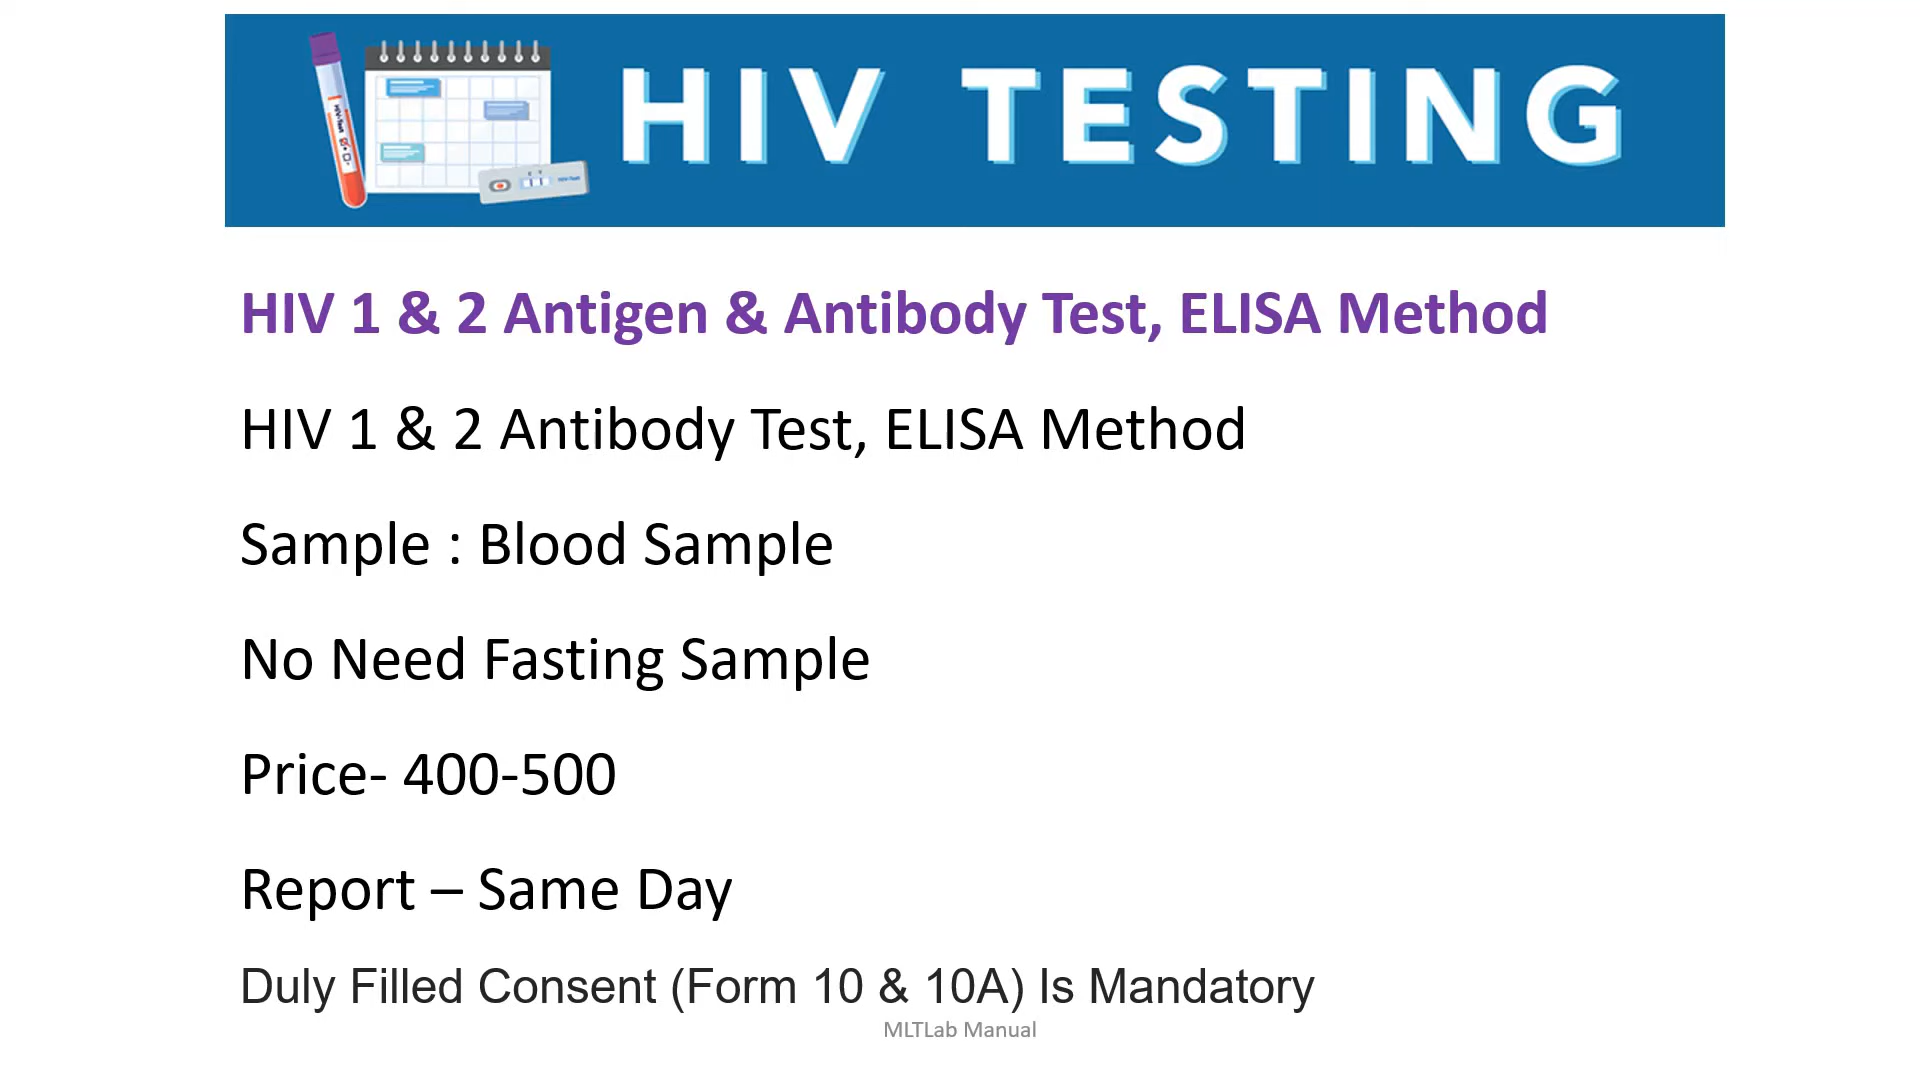 HIV TESTING
HIV 1 & 2 Antigen & Antibody Test, ELISA Method
HIV 1 & 2 Antibody Test, ELISA Method
Sample : Blood Sample
No Need Fasting Sample
Price- 400-500
Report – Same Day
Duly Filled Consent (Form 10 & 10A) Is Mandatory
MLTLab Manual